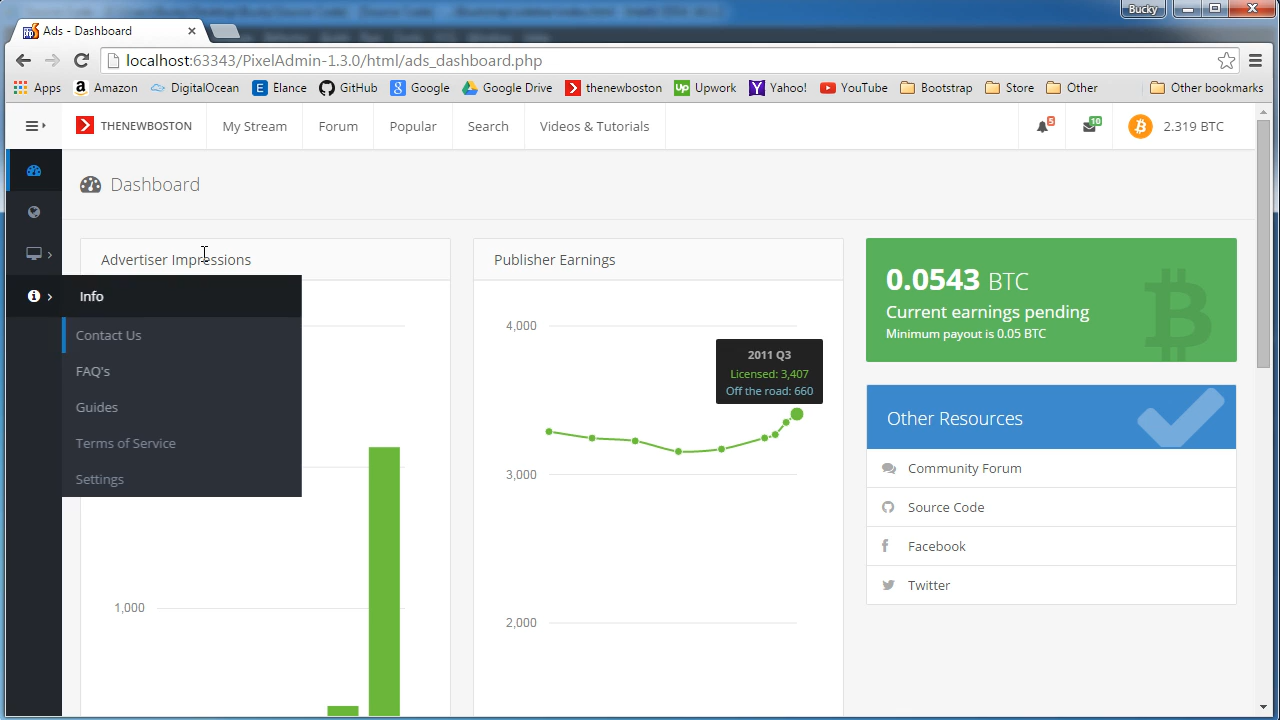 Bucky
Ads - Dashboard
localhost:63343/PixelAdmin-1.3.0/html/ads_dashboard.php
Apps Amazon DigitalOcean Elance GitHub Google Google Drive thenewboston Upwork Yahoo! YouTube Bootstrap Store Other Other bookmarks
THENEWBOSTON My Stream Forum Popular Search Videos & Tutorials 5 10 2.319 BTC
Dashboard
Advertiser Impressions
Publisher Earnings
0.0543 BTC
Current earnings pending
Minimum payout is 0.05 BTC
Info
Contact Us
FAQ's
Guides
Terms of Service
Settings
4,000
2011 Q3
Licensed: 3,407
Off the road: 660
3,000
2,000
1,000
Other Resources
Community Forum
Source Code
Facebook
Twitter